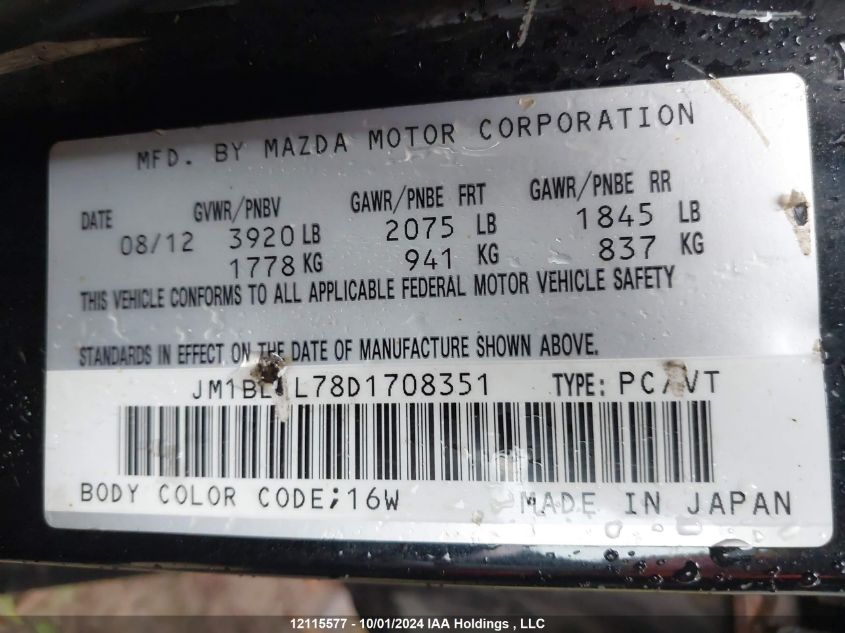 MFD. BY MAZDA MOTOR CORPORATION
DATE GVWR/PNBV GAWR/PNBE FRT GAWR/PNBE RR
08/12 3920 LB 2075 LB 1845 LB
1778 KG 941 KG 837 KG
THIS VEHICLE CONFORMS TO ALL APPLICABLE FEDERAL MOTOR VEHICLE SAFETY
STANDARDS IN EFFECT ON THE DATE OF MANUFACTURE SHOWN ABOVE.
TYPE: PC/VT
BODY COLOR CODE;16W MADE IN JAPAN
12115577 - 10/01/2024 IAA Holdings , LLC